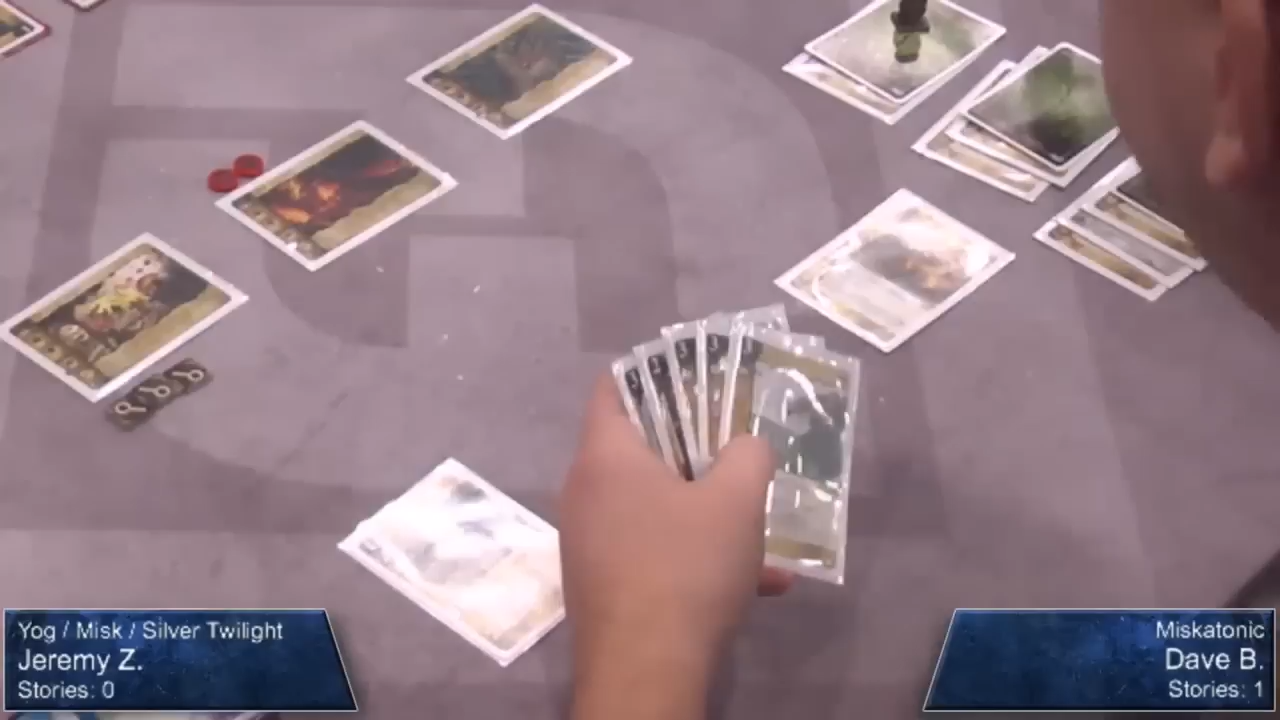 Yog / Misk / Silver Twilight
Jeremy Z.
Stories: 0
Miskatonic
Dave B.
Stories: 1